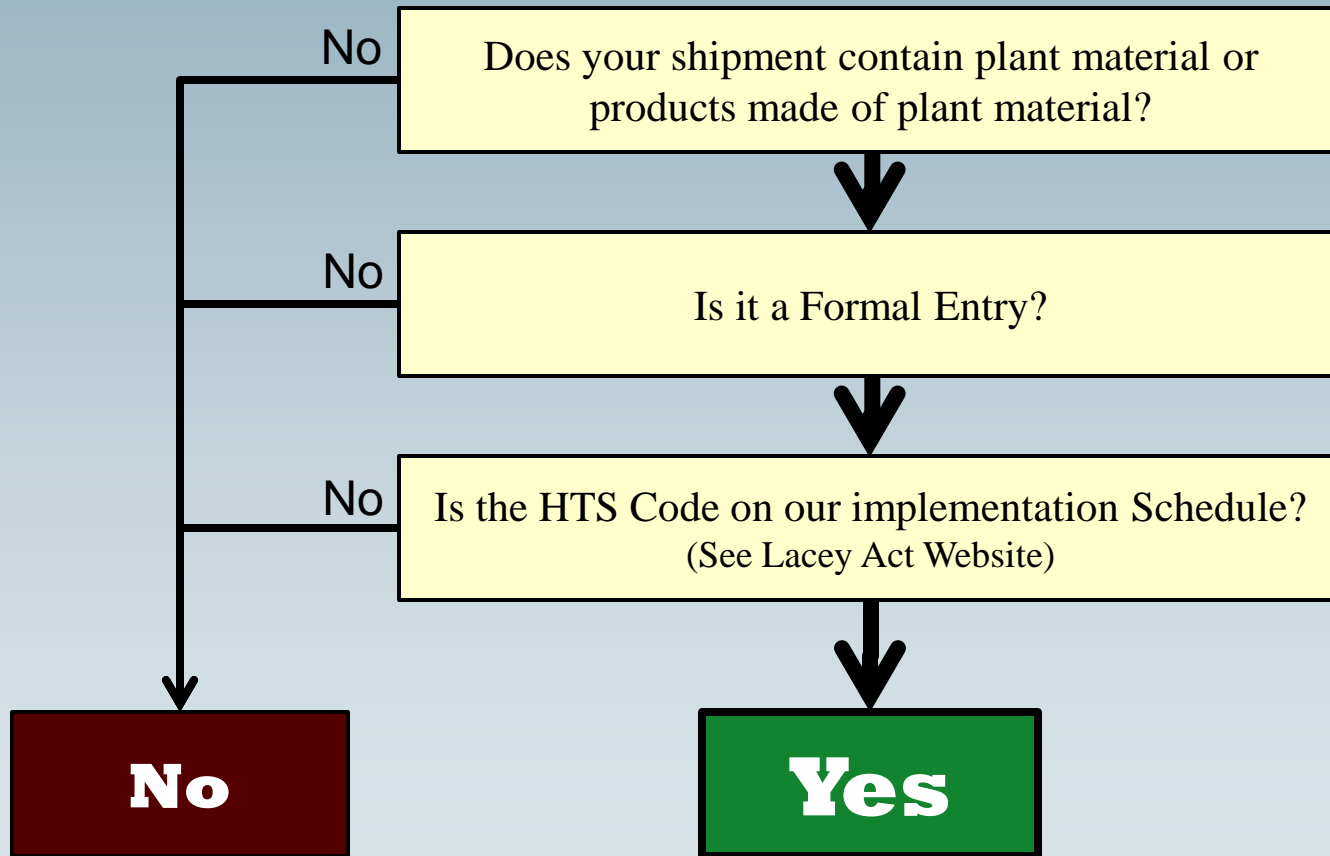 No
Does your shipment contain plant material or
products made of plant material?
No
Is it a Formal Entry?
No
Is the HTS Code on our implementation Schedule?
(See Lacey Act Website)
No
Yes